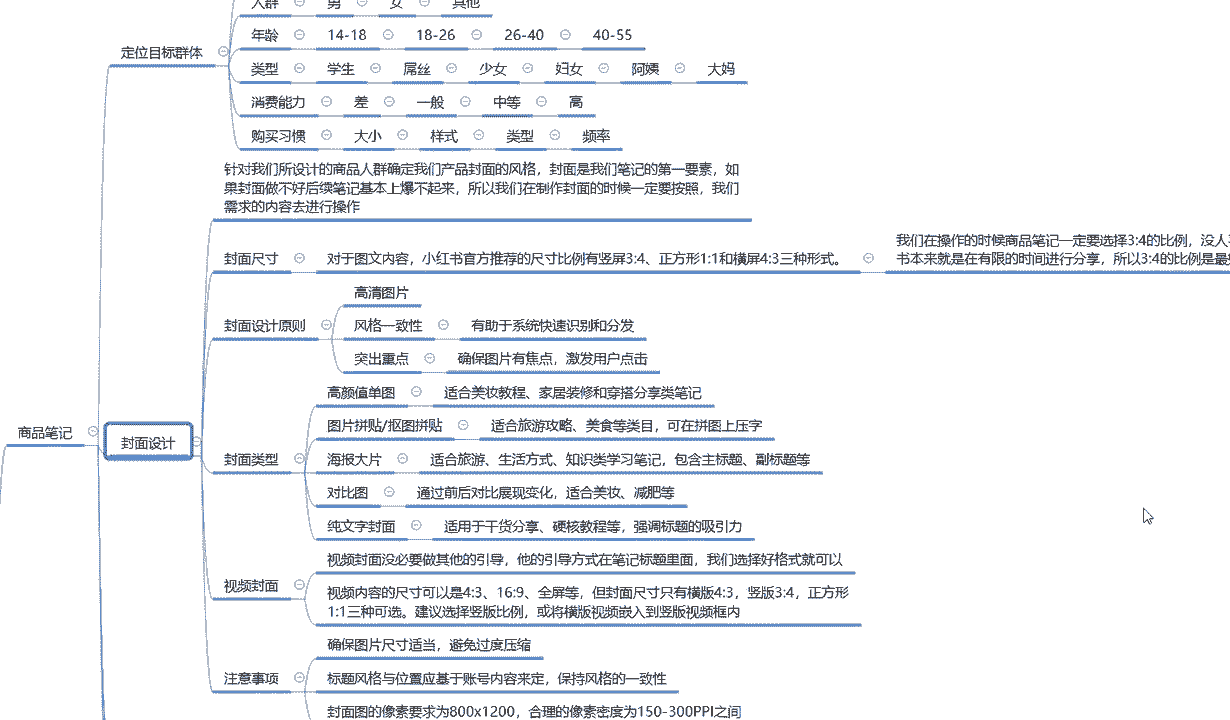 人群 男 女 其他
定位目标群体
年龄 14-18 18-26 26-40 40-55
类型 学生 屌丝 少女 妇女 阿姨 大妈
消费能力 差 一般 中等 高
购买习惯 大小 样式 类型 频率
针对我们所设计的商品人群确定我们产品封面的风格，封面是我们笔记的第一要素，如
果封面做不好后续笔记基本上爆不起来，所以我们在制作封面的时候一定要按照，我们
需求的内容去进行操作
封面尺寸 对于图文内容，小红书官方推荐的尺寸比例有竖屏3:4、正方形1:1和横屏4:3三种形式。
我们在操作的时候商品笔记一定要选择3:4的比例，没人
书本来就是在有限的时间进行分享，所以3:4的比例是最
封面设计原则
高清图片
风格一致性 有助于系统快速识别和分发
突出重点 确保图片有焦点，激发用户点击
商品笔记
封面设计
封面类型
高颜值单图 适合美妆教程、家居装修和穿搭分享类笔记
图片拼贴/抠图拼贴 适合旅游攻略、美食等类目，可在拼图上压字
海报大片 适合旅游、生活方式、知识类学习笔记，包含主标题、副标题等
对比图 通过前后对比展现变化，适合美妆、减肥等
纯文字封面 适用于干货分享、硬核教程等，强调标题的吸引力
视频封面
视频封面没必要做其他的引导，他的引导方式在笔记标题里面，我们选择好格式就可以
视频内容的尺寸可以是4:3、16:9、全屏等，但封面尺寸只有横版4:3，竖版3:4，正方形
1:1三种可选。建议选择竖版比例，或将横版视频嵌入到竖版视频框内
注意事项
确保图片尺寸适当，避免过度压缩
标题风格与位置应基于账号内容来定，保持风格的一致性
封面图的像素要求为800x1200，合理的像素密度为150-300PPI之间